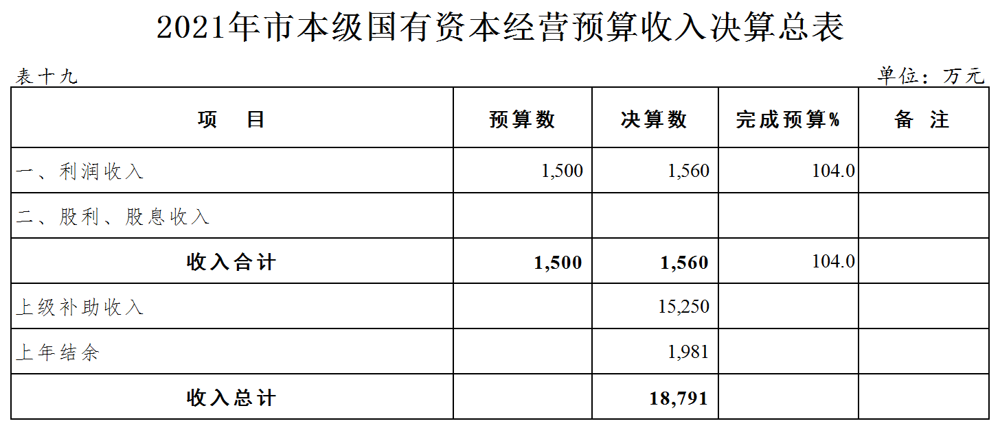 2021年市本级国有资本经营预算收入决算总表
表十九 单位：万元
项 目 预算数 决算数 完成预算% 备 注
一、利润收入 1,500 1,560 104.0
二、股利、股息收入
收入合计 1,500 1,560 104.0
上级补助收入 15,250
上年结余 1,981
收入总计 18,791